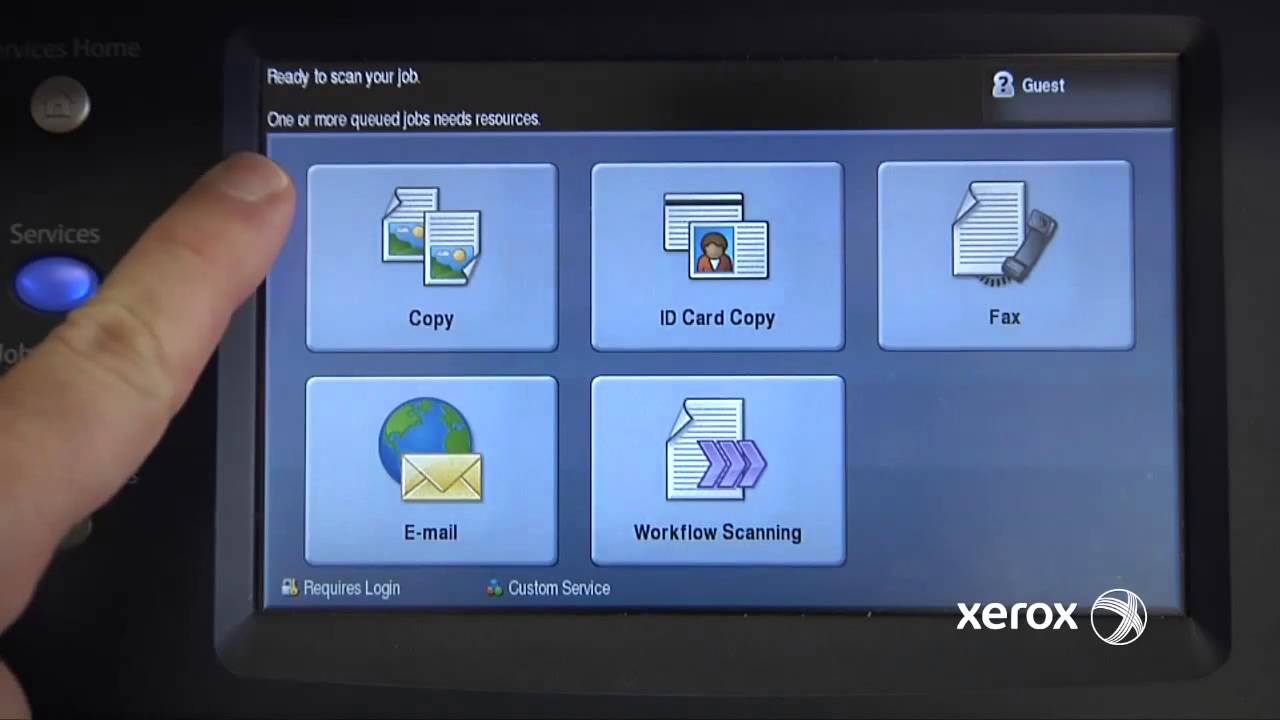 Services Home
Ready to scan your job.
Guest
One or more queued jobs needs resources.
Services
Copy
ID Card Copy
Fax
E-mail
Workflow Scanning
Requires Login
Custom Service
xerox